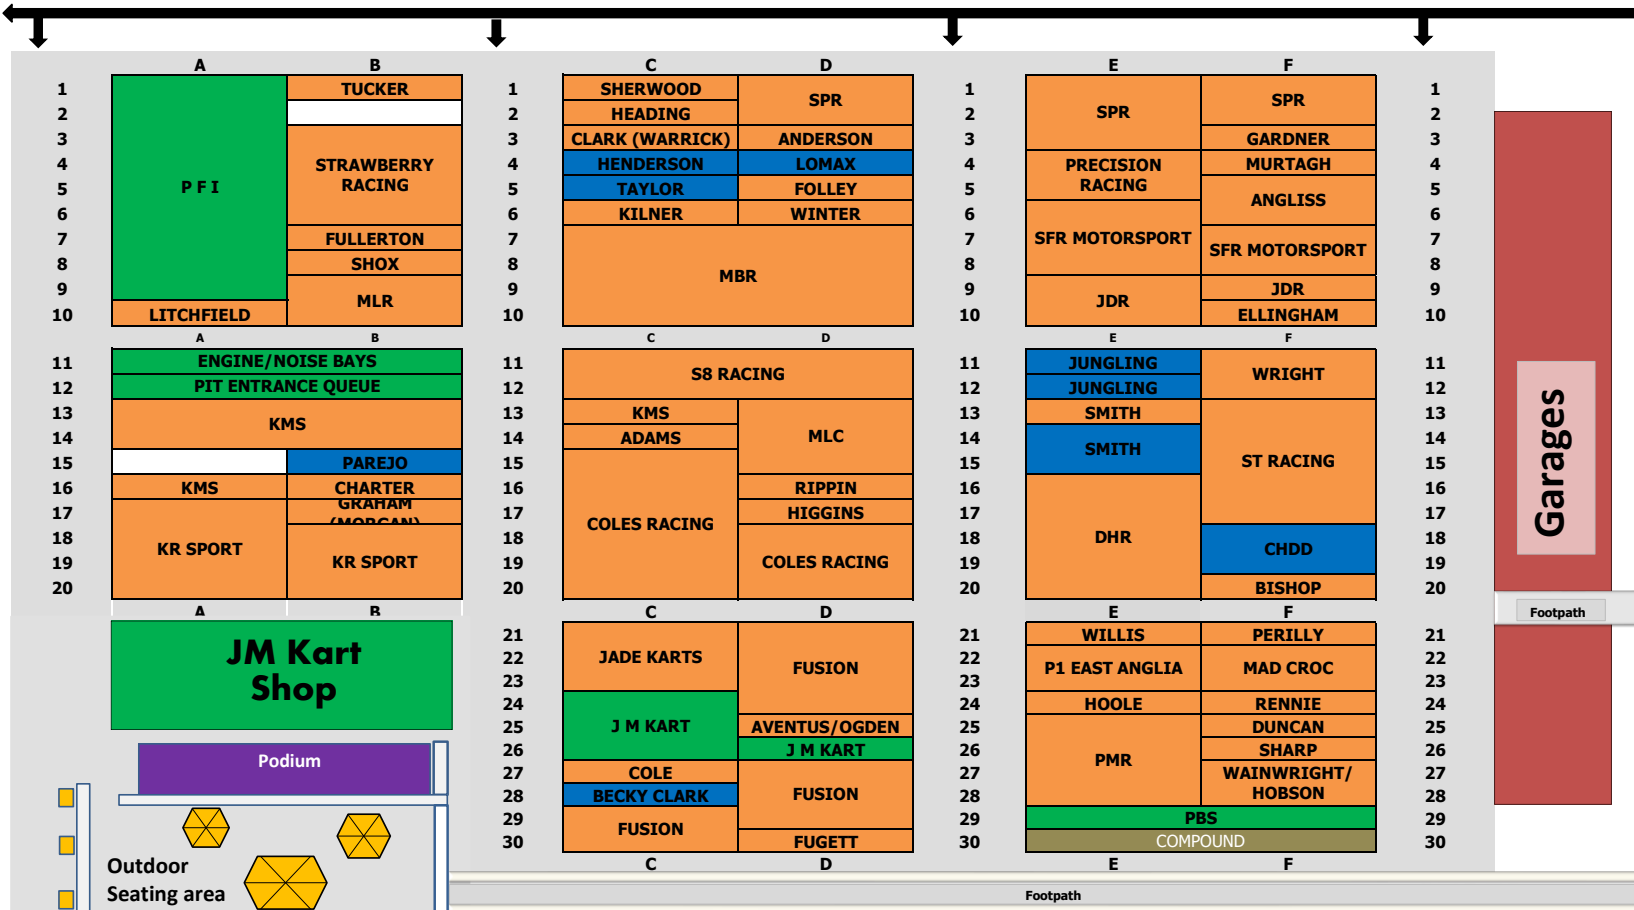 A B C D E F
1 TUCKER 1 SHERWOOD SPR 1 SPR SPR 1
2 2 HEADING 2 2
3 STRAWBERRY RACING 3 CLARK (WARRICK) ANDERSON 3 GARDNER 3
4 4 HENDERSON LOMAX 4 PRECISION RACING MURTAGH 4
5 P F I 5 TAYLOR FOLLEY 5 ANGLISS 5
6 6 KILNER WINTER 6 SFR MOTORSPORT 6
7 FULLERTON 7 MBR 7 SFR MOTORSPORT 7
8 SHOX 8 8 8
9 MLR 9 9 JDR JDR 9
10 LITCHFIELD 10 10 ELLINGHAM 10
A B C D E F
11 ENGINE/NOISE BAYS 11 S8 RACING 11 JUNGLING WRIGHT 11
12 PIT ENTRANCE QUEUE 12 12 JUNGLING 12
13 KMS 13 KMS MLC 13 SMITH ST RACING 13
14 14 ADAMS 14 SMITH 14
15 PAREJO 15 COLES RACING 15 15
16 KMS CHARTER 16 RIPPIN 16 DHR 16
17 KR SPORT GRAHAM (MORGAN) 17 HIGGINS 17 17
18 KR SPORT 18 COLES RACING 18 CHDD 18
19 19 19 19
20 20 20 BISHOP 20
A B C D E F
JM Kart
Shop
21 JADE KARTS FUSION 21 WILLIS PERILLY 21
22 22 P1 EAST ANGLIA MAD CROC 22
23 23 23
24 J M KART 24 HOOLE RENNIE 24
25 AVENTUS/OGDEN 25 PMR DUNCAN 25
26 J M KART 26 SHARP 26
27 COLE FUSION 27 WAINWRIGHT/ HOBSON 27
28 BECKY CLARK 28 28
29 FUSION 29 PBS 29
30 FUGETT 30 COMPOUND 30
C D E F
Podium
Outdoor
Seating area
Garages
Footpath
Footpath